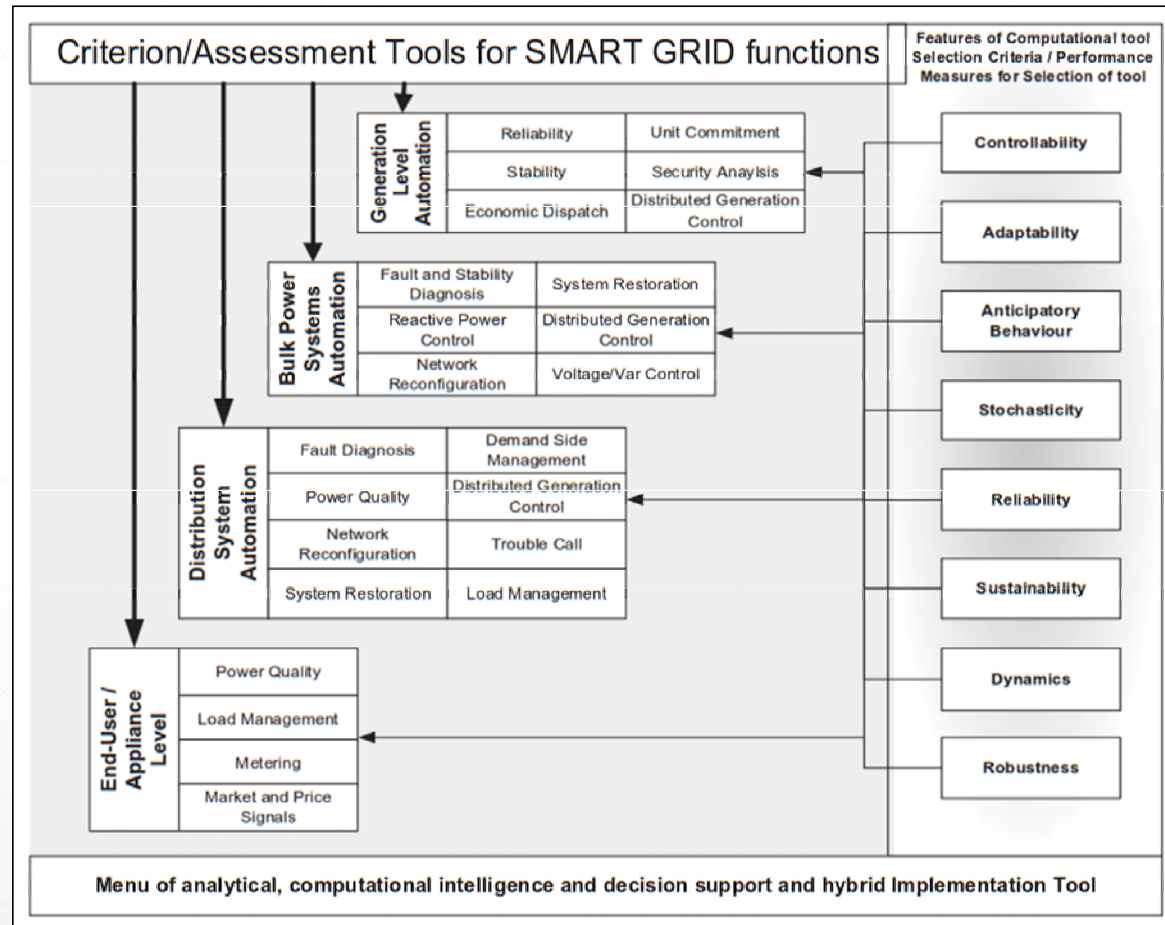 Criterion/Assessment Tools for SMART GRID functions
Features of Computational tool
Selection Criteria / Performance
Measures for Selection of tool
Generation
Level
Automation
Reliability
Unit Commitment
Stability
Security Anaylsis
Economic Dispatch
Distributed Generation
Control
Bulk Power
Systems
Automation
Fault and Stability
Diagnosis
System Restoration
Reactive Power
Control
Distributed Generation
Control
Network
Reconfiguration
Voltage/Var Control
Distribution
System
Automation
Fault Diagnosis
Demand Side
Management
Power Quality
Distributed Generation
Control
Network
Reconfiguration
Trouble Call
System Restoration
Load Management
End-User /
Appliance
Level
Power Quality
Load Management
Metering
Market and Price
Signals
Controllability
Adaptability
Anticipatory
Behaviour
Stochasticity
Reliability
Sustainability
Dynamics
Robustness
Menu of analytical, computational intelligence and decision support and hybrid Implementation Tool